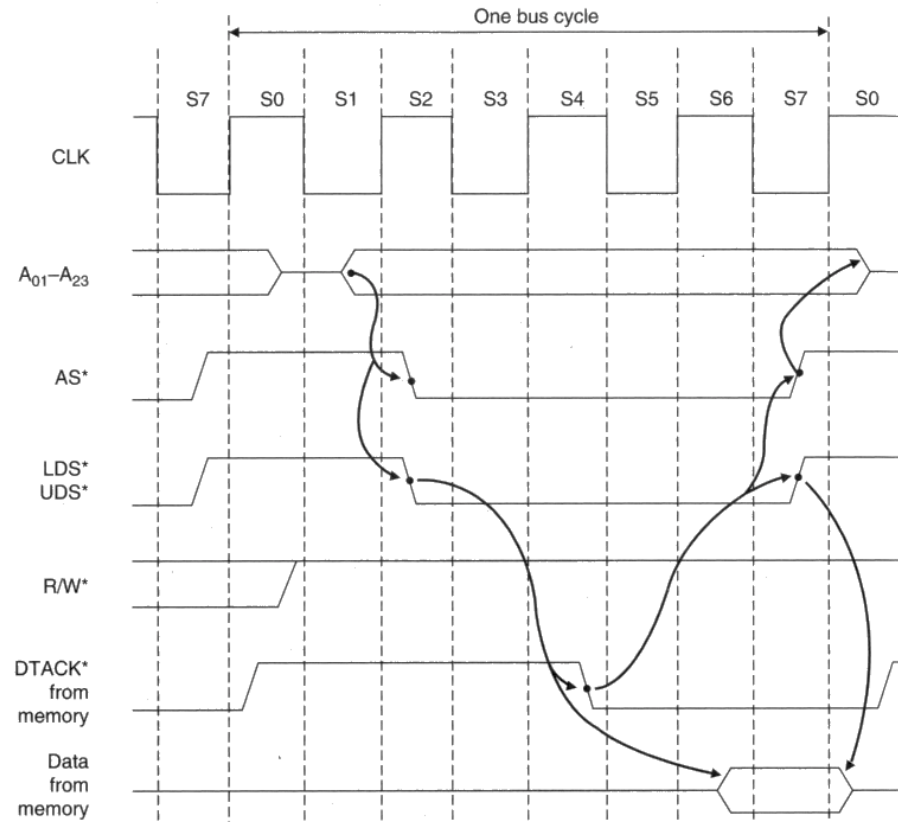 One bus cycle
S7 S0 S1 S2 S3 S4 S5 S6 S7 S0
CLK
A01–A23
AS*
LDS*
UDS*
R/W*
DTACK*
from
memory
Data
from
memory